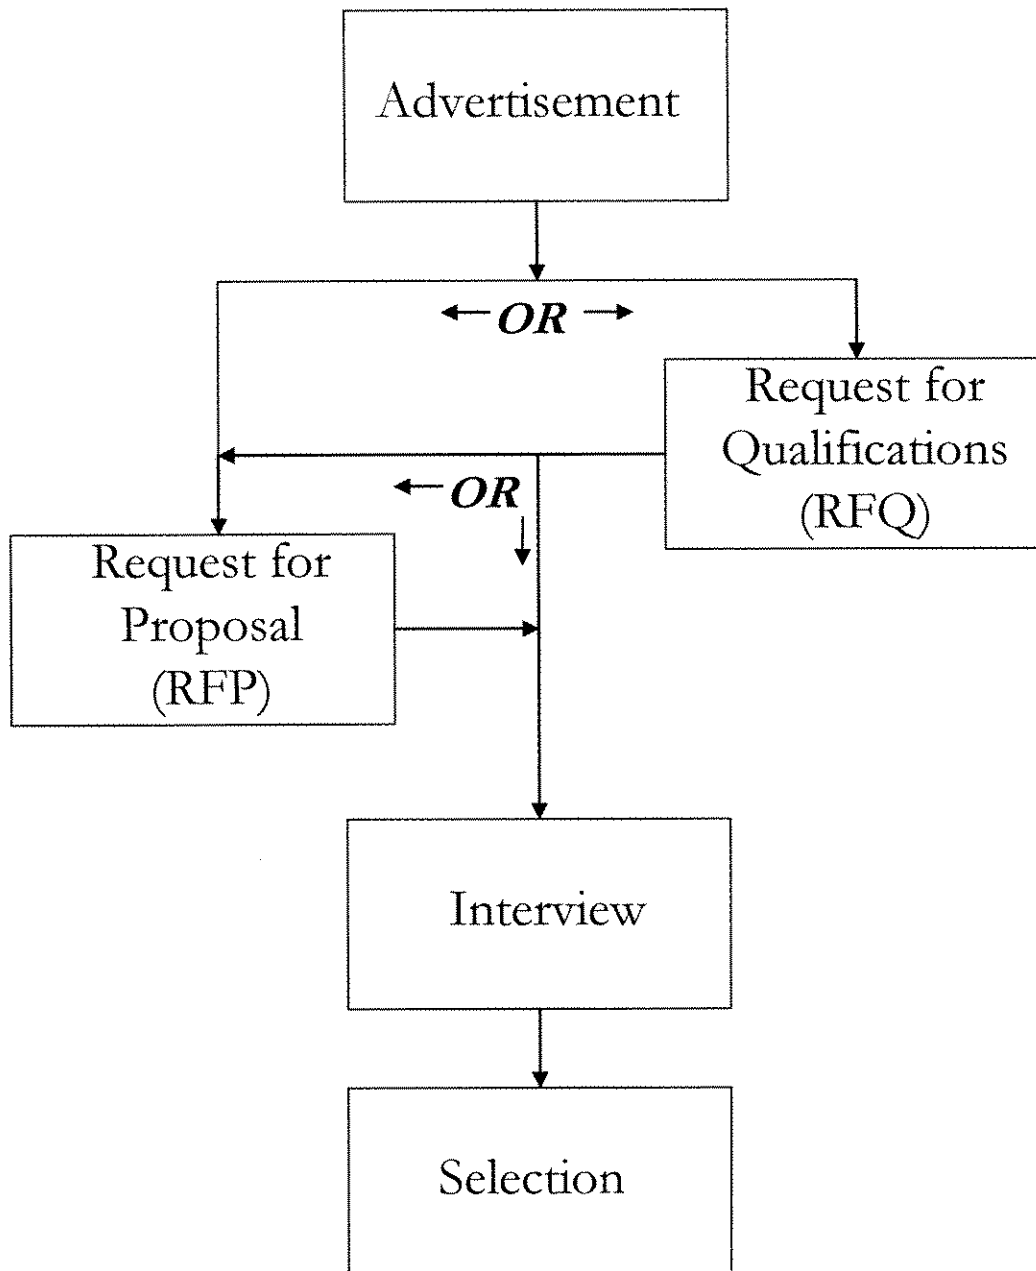 Advertisement
OR
Request for
Qualifications
(RFQ)
OR
Request for
Proposal
(RFP)
Interview
Selection